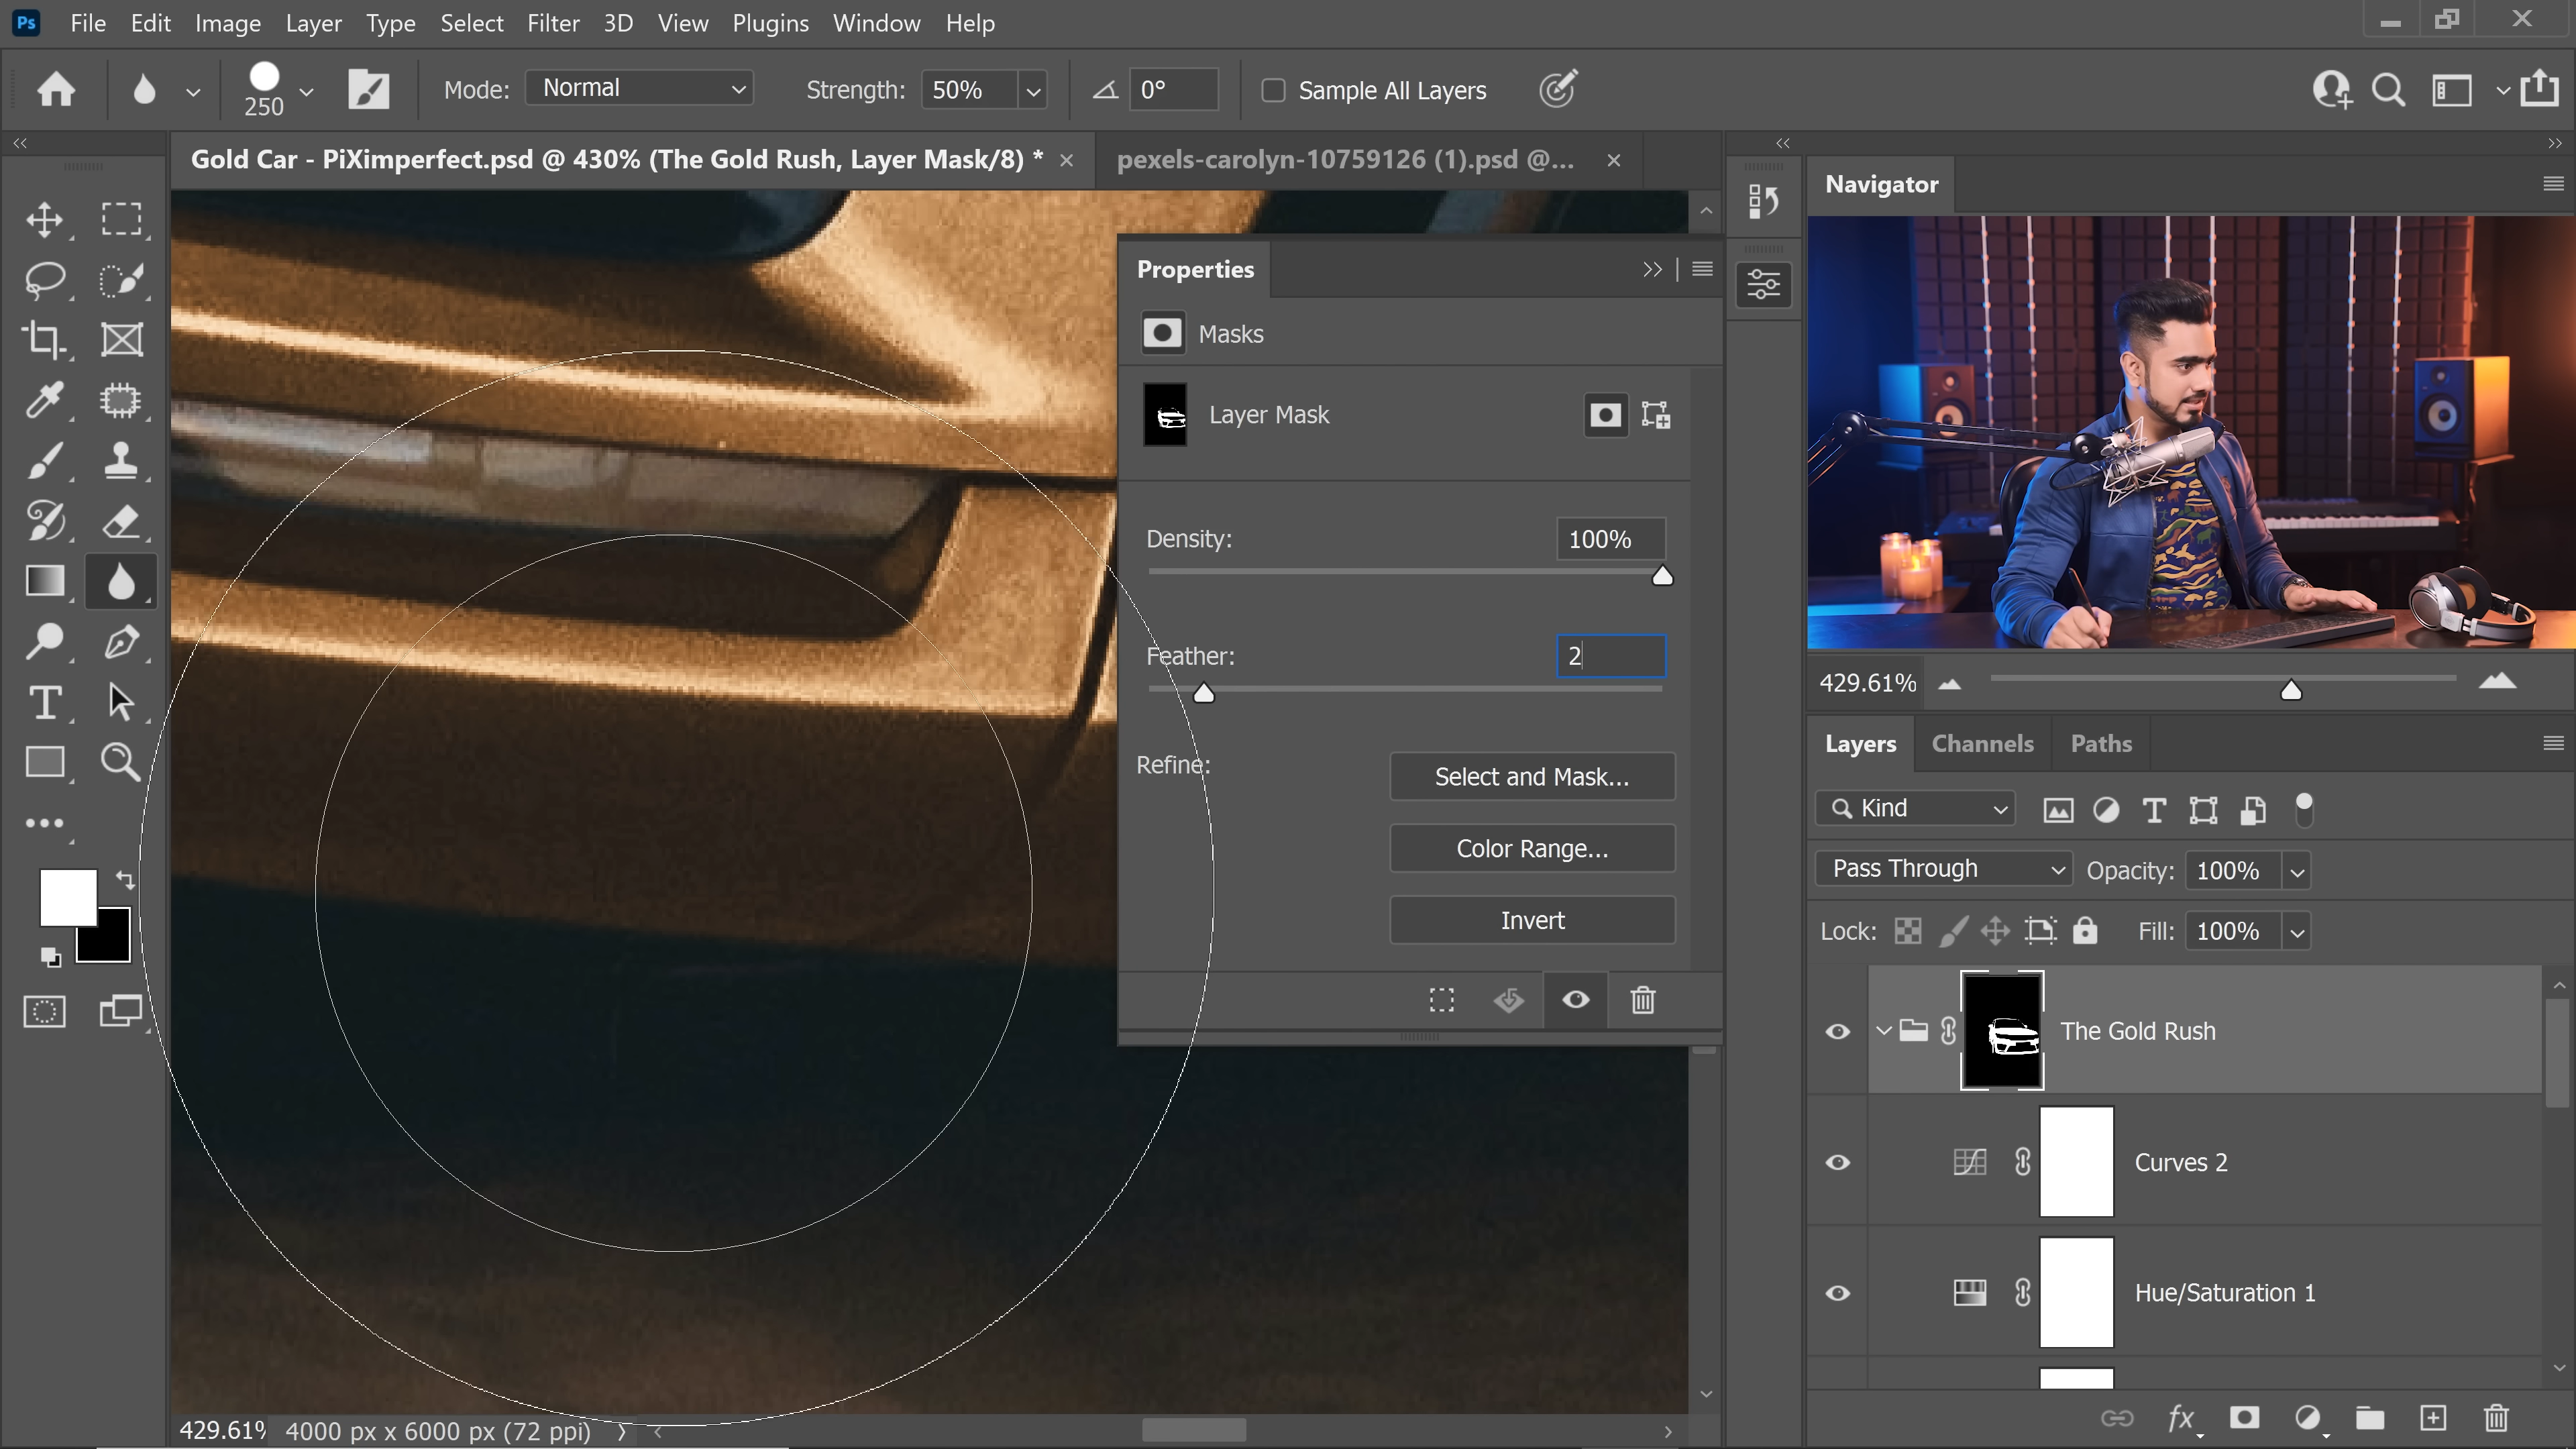 Ps File Edit Image Layer Type Select Filter 3D View Plugins Window Help
250 Mode: Normal Strength: 50% 0° Sample All Layers
Gold Car - PiXimperfect.psd @ 430% (The Gold Rush, Layer Mask/8) * × pexels-carolyn-10759126 (1).psd @... ×
Navigator
Properties
Masks
Layer Mask
Density: 100%
Feather: 2
Refine: Select and Mask...
Color Range...
Invert
429.61%
Layers Channels Paths
Kind
Pass Through Opacity: 100%
Lock: Fill: 100%
The Gold Rush
Curves 2
Hue/Saturation 1
fx
429.61% 4000 px x 6000 px (72 ppi)